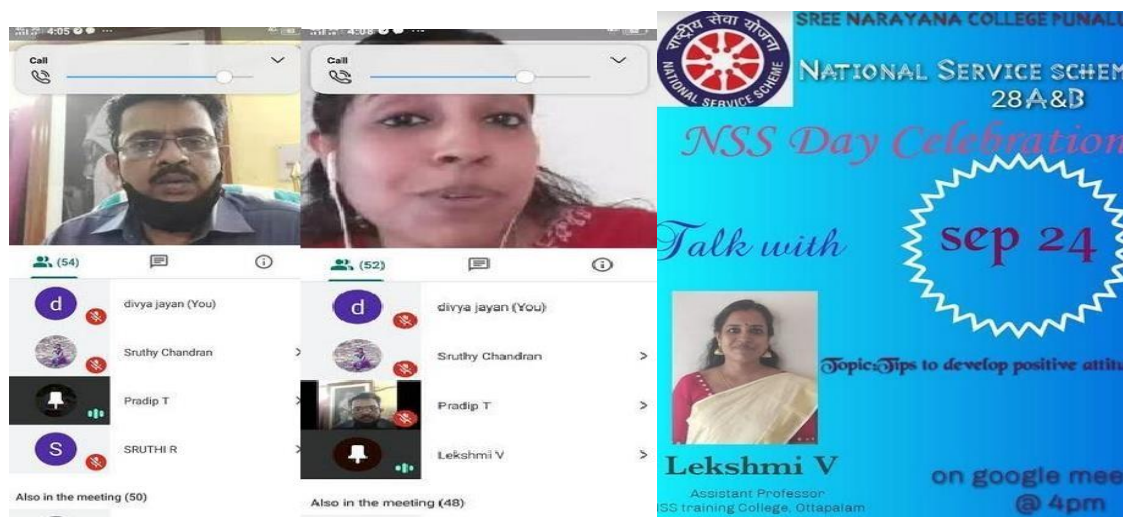 4:05
Call
(54)
d
divya jayan (You)
Sruthy Chandran
Pradip T
S
SRUTHI R
Also in the meeting (50)
4:08
Call
(52)
d
divya jayan (You)
Sruthy Chandran
Pradip T
Lekshmi V
Also in the meeting (48)
राष्ट्रीय सेवा योजना
NATIONAL SERVICE SCHEME
SREE NARAYANA COLLEGE PUNALU
NATIONAL SERVICE SCHEM
28 A&B
NSS Day Celebration
Talk with
sep 24
Topic:Tips to develop positive attitu
Lekshmi V
Assistant Professor
SS training College, Ottapalam
on google mee
@ 4pm